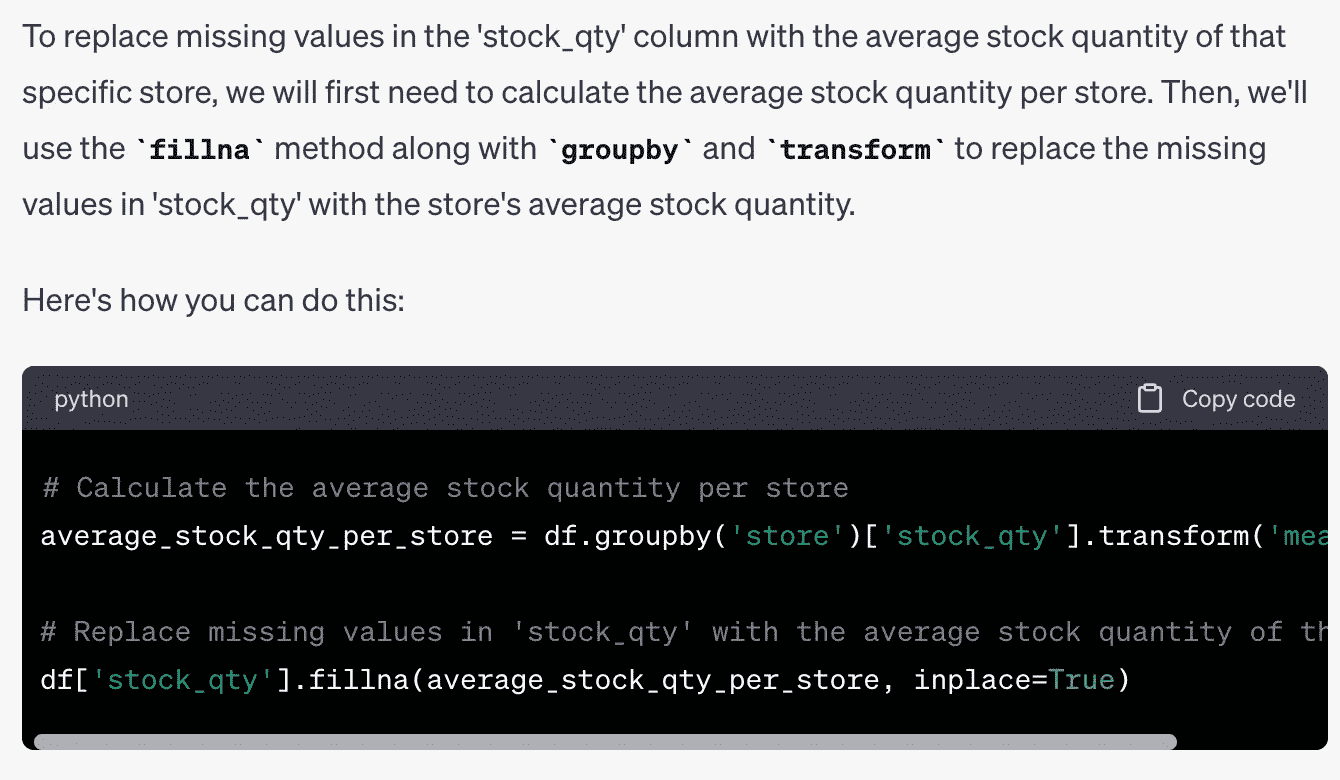 To replace missing values in the 'stock_qty' column with the average stock quantity of that
specific store, we will first need to calculate the average stock quantity per store. Then, we'll
use the `fillna` method along with `groupby` and `transform` to replace the missing
values in 'stock_qty' with the store's average stock quantity.
Here's how you can do this:
python Copy code
# Calculate the average stock quantity per store
average_stock_qty_per_store = df.groupby('store')['stock_qty'].transform('mea
# Replace missing values in 'stock_qty' with the average stock quantity of th
df['stock_qty'].fillna(average_stock_qty_per_store, inplace=True)